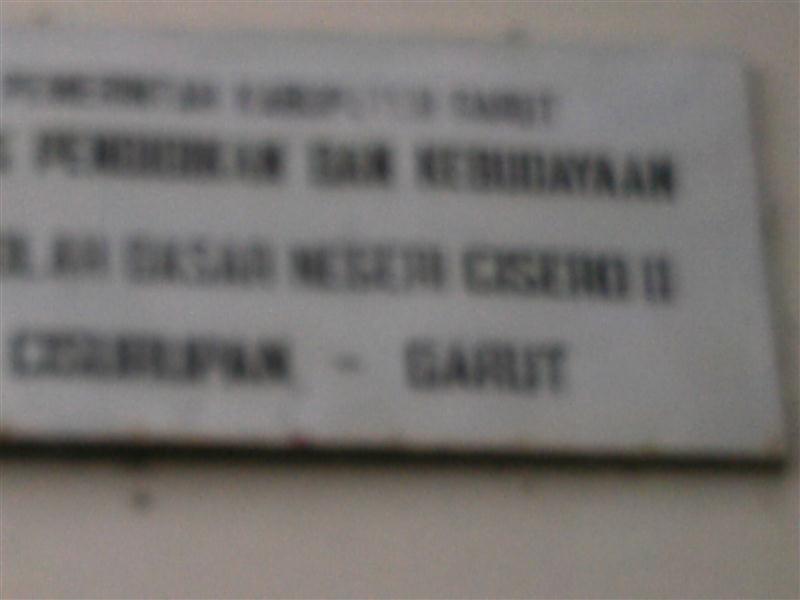 PEMERINTAH KABUPATEN GARUT
PENDIDIKAN DAN KEBUDAYAAN
DASAR NEGERI
CISURUPAN - GARUT